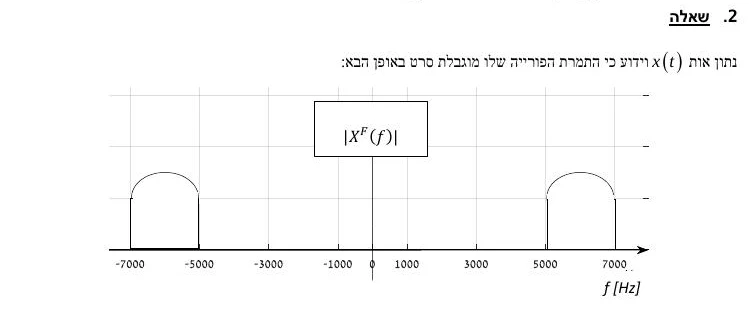 2. שאלה
נתון אות x(t) וידוע כי התמרת הפורייה שלו מוגבלת סרט באופן הבא:
|X^F(f)|
-7000 -5000 -3000 -1000 0 1000 3000 5000 7000
f [Hz]